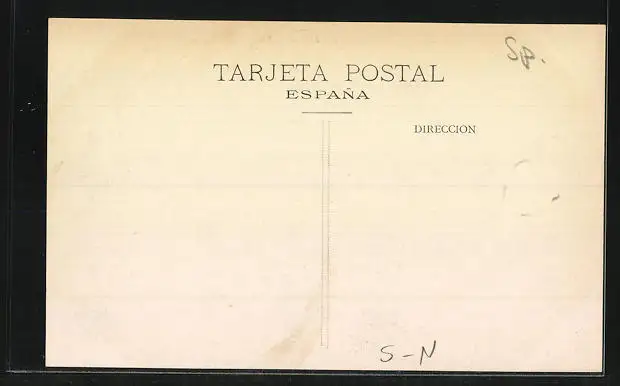 Sp.
TARJETA POSTAL
ESPAÑA
DIRECCION
S-N